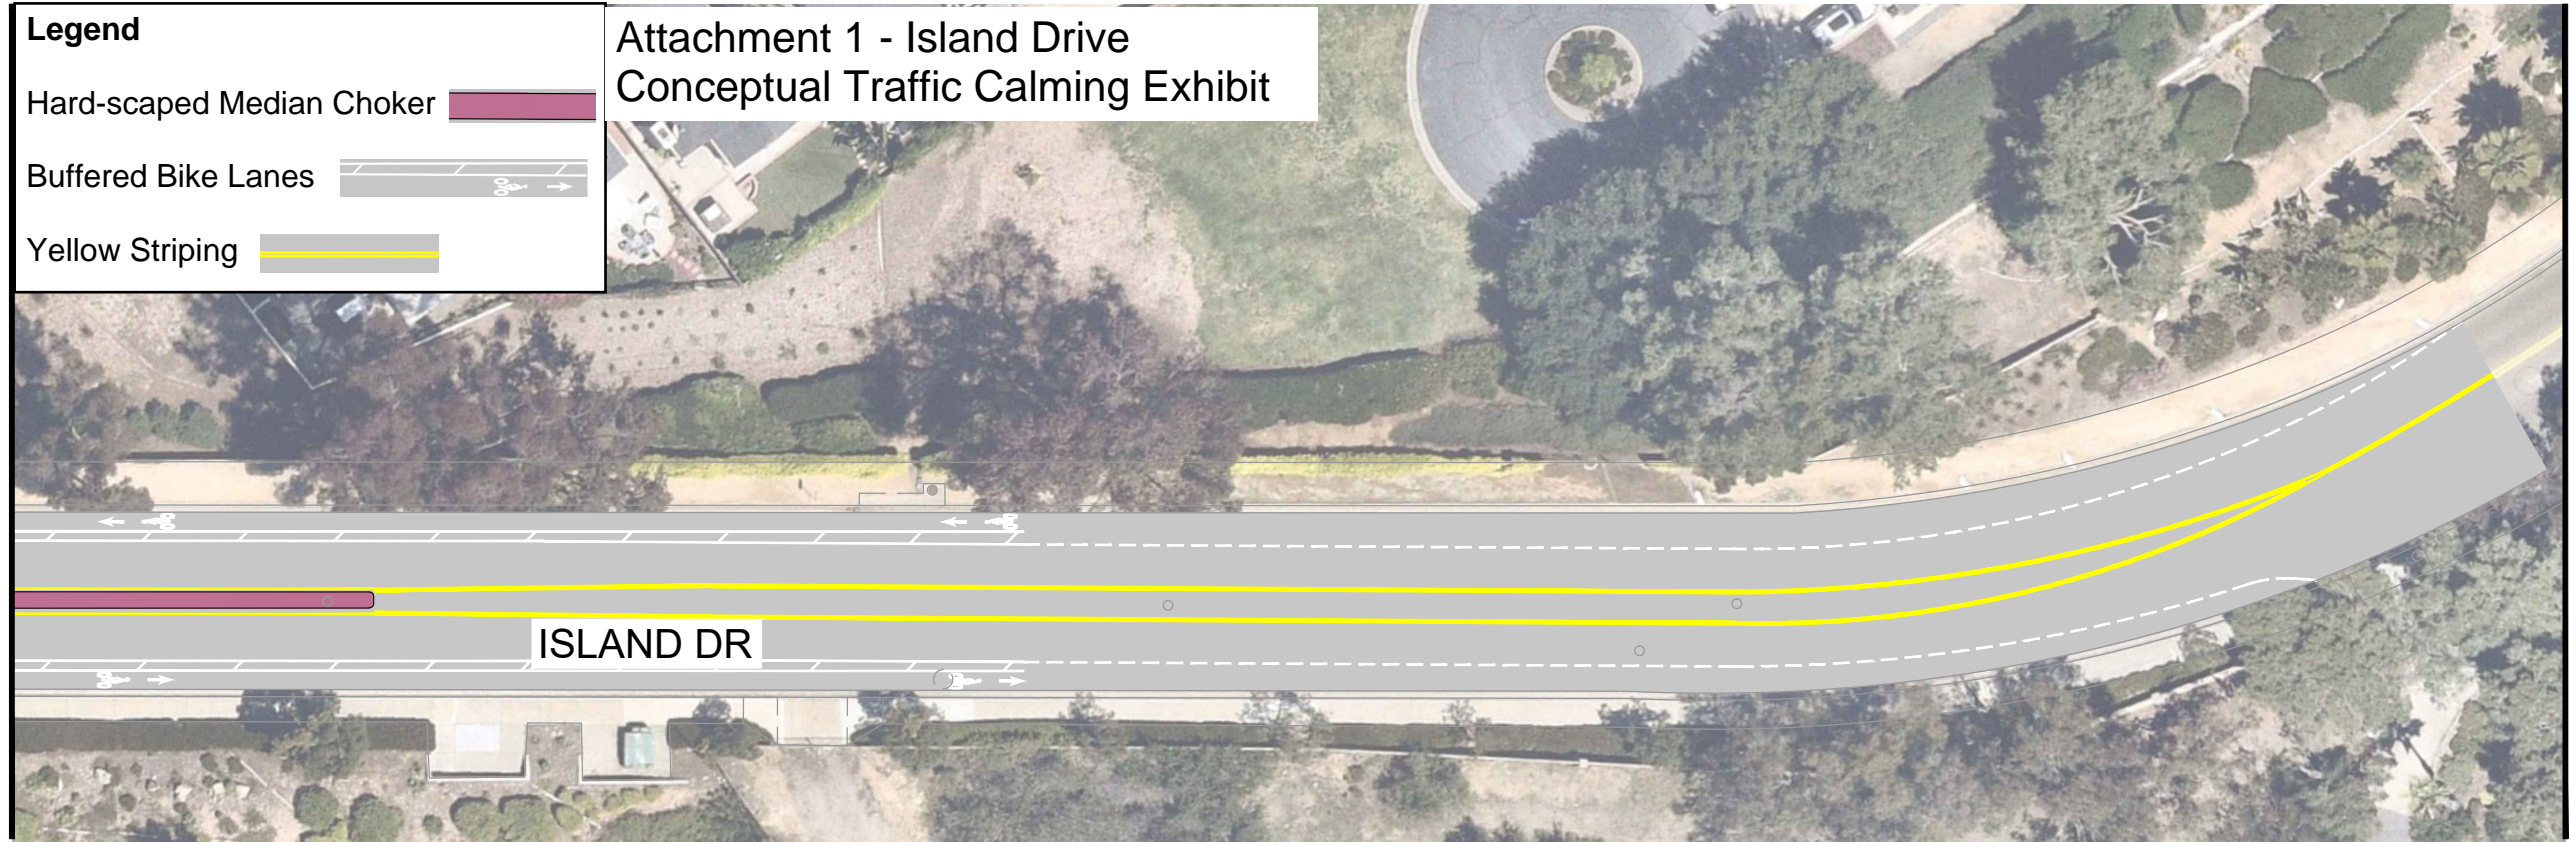 Legend
Hard-scaped Median Choker
Buffered Bike Lanes
Yellow Striping
Attachment 1 - Island Drive
Conceptual Traffic Calming Exhibit
ISLAND DR